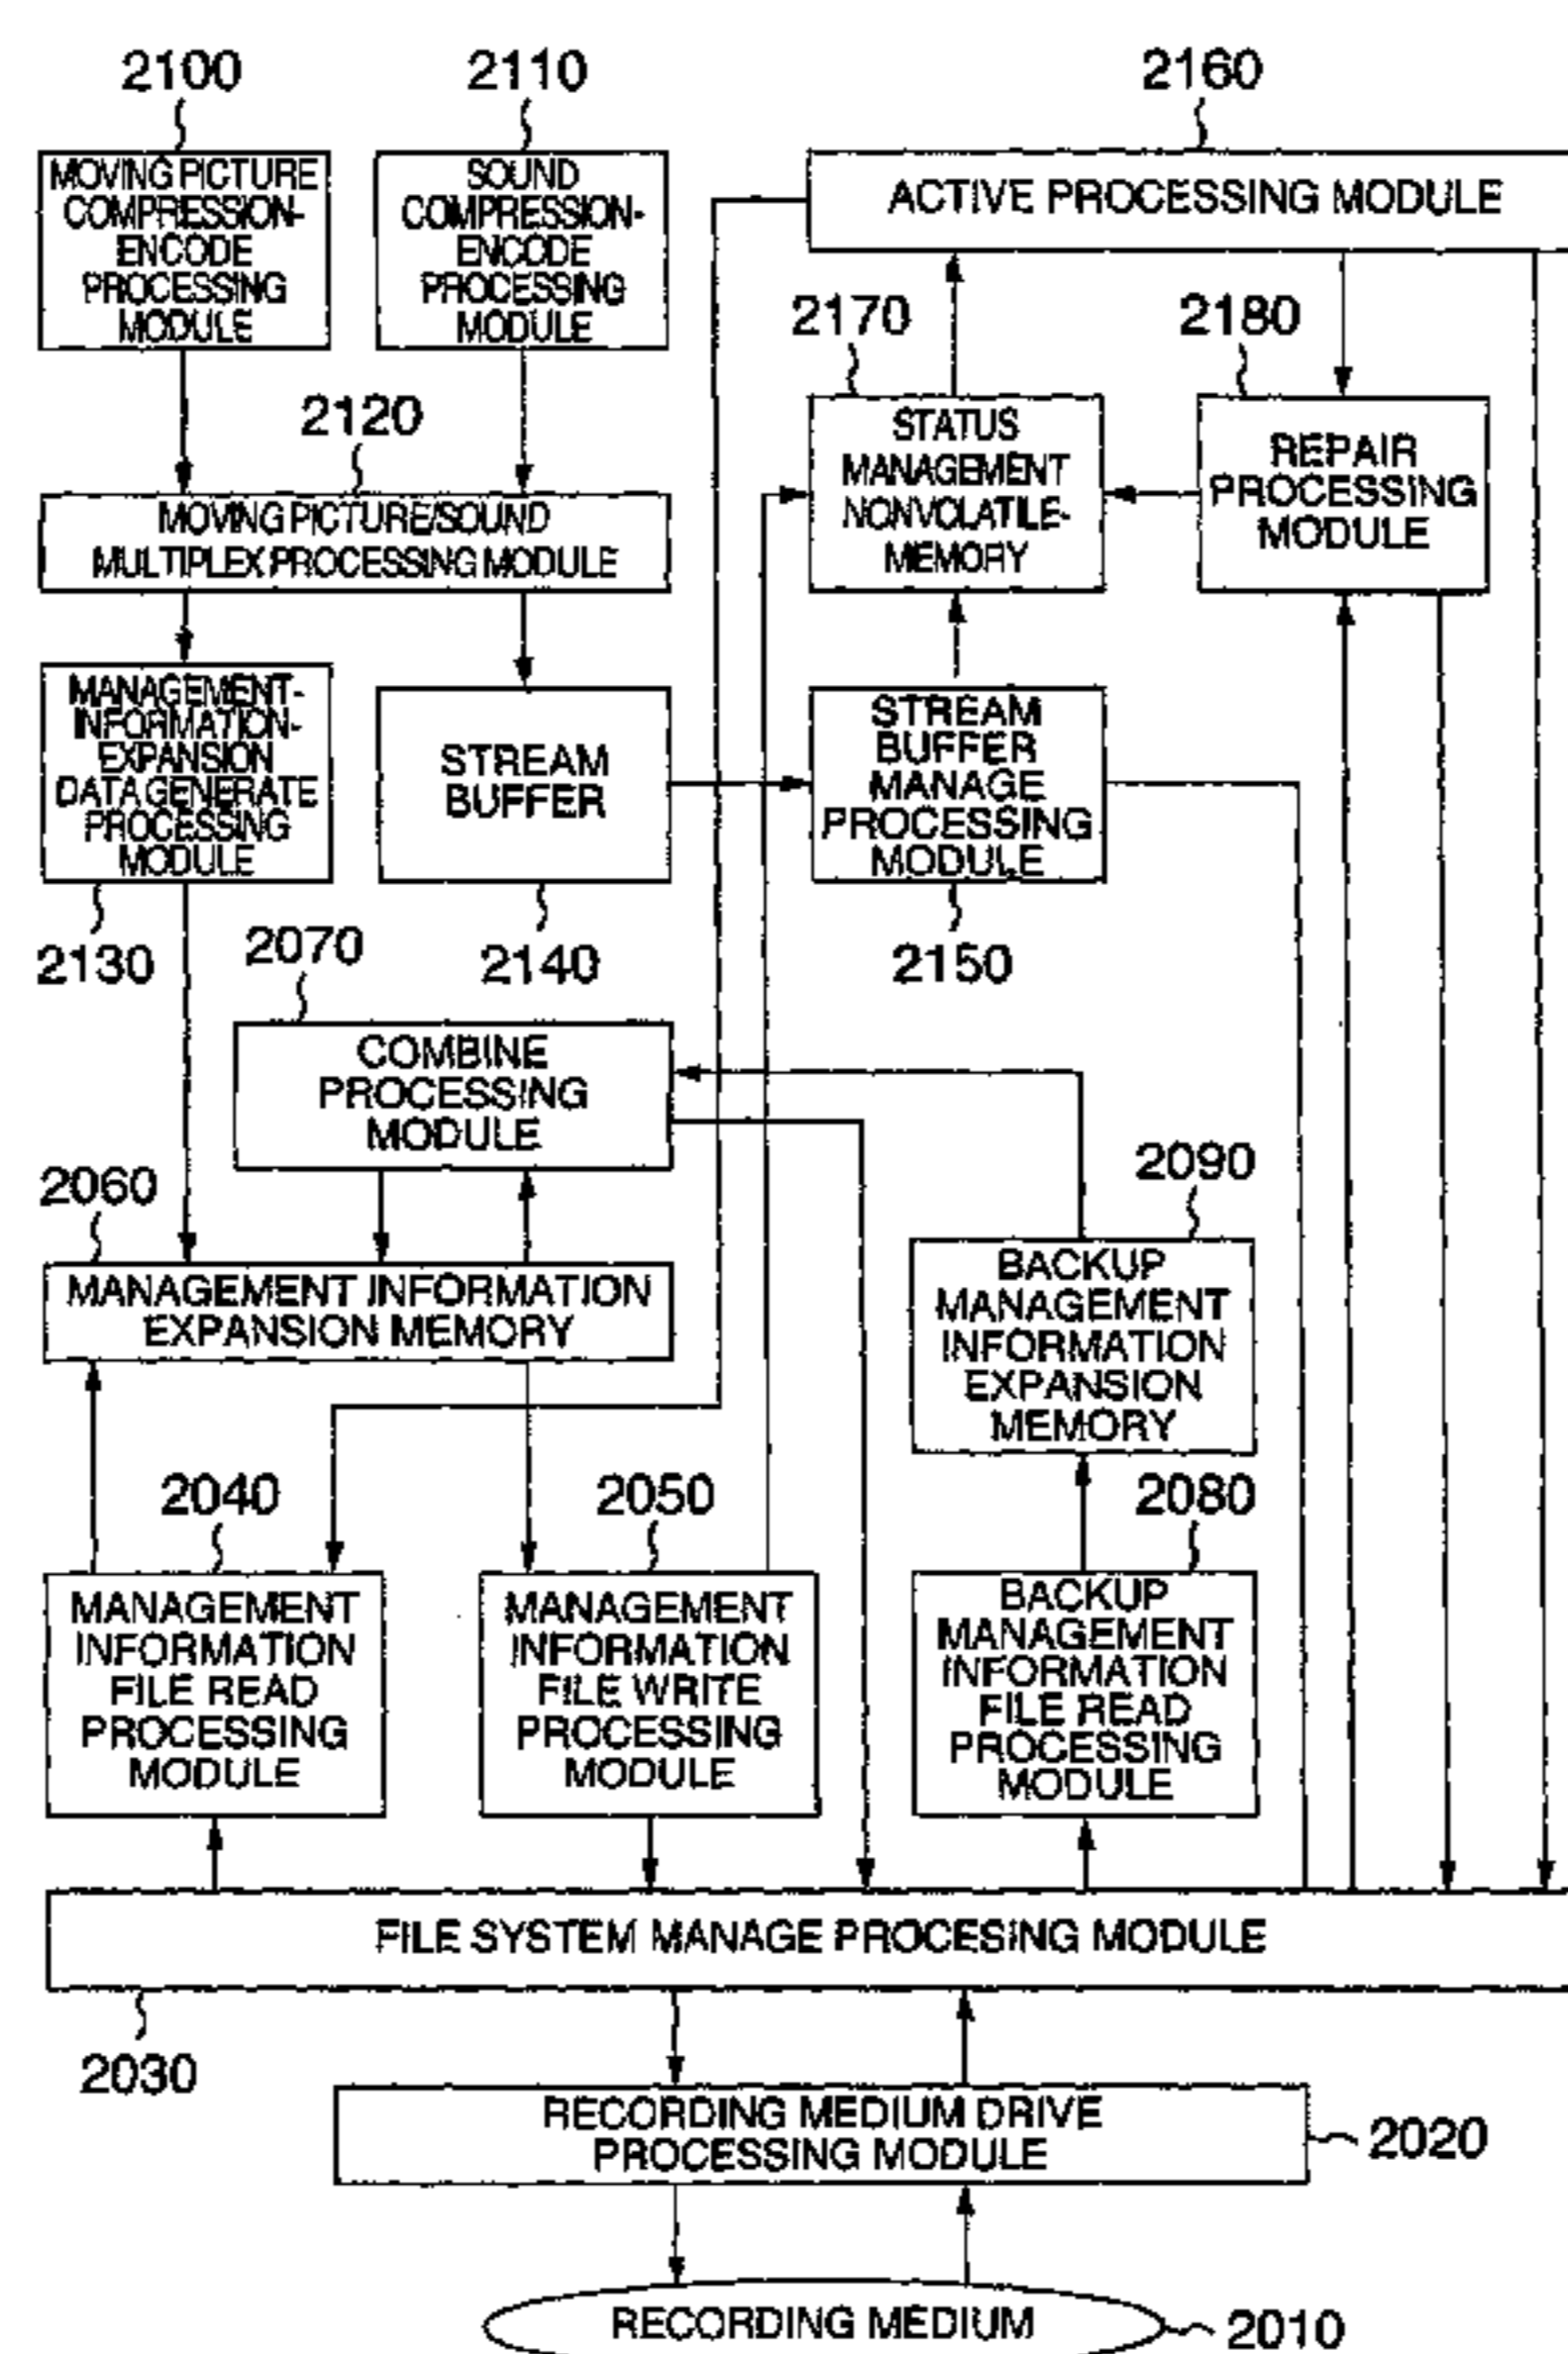 2100
2110
2160
MOVING PICTURE
COMPRESSION-
ENCODE
PROCESSING
MODULE
SOUND
COMPRESSION-
ENCODE
PROCESSING
MODULE
ACTIVE PROCESSING MODULE
2170
2180
2120
STATUS
MANAGEMENT
NONVOLATILE-
MEMORY
REPAIR
PROCESSING
MODULE
MOVING PICTURE/SOUND
MULTIPLEX PROCESSING MODULE
MANAGEMENT-
INFORMATION-
EXPANSION
DATA GENERATE
PROCESSING
MODULE
STREAM
BUFFER
STREAM
BUFFER
MANAGE
PROCESSING
MODULE
2130
2070
2140
2150
COMBINE
PROCESSING
MODULE
2060
2090
MANAGEMENT INFORMATION
EXPANSION MEMORY
BACKUP
MANAGEMENT
INFORMATION
EXPANSION
MEMORY
2040
2050
2080
MANAGEMENT
INFORMATION
FILE READ
PROCESSING
MODULE
MANAGEMENT
INFORMATION
FILE WRITE
PROCESSING
MODULE
BACKUP
MANAGEMENT
INFORMATION
FILE READ
PROCESSING
MODULE
FILE SYSTEM MANAGE PROCESING MODULE
2030
RECORDING MEDIUM DRIVE
PROCESSING MODULE
2020
RECORDING MEDIUM
2010